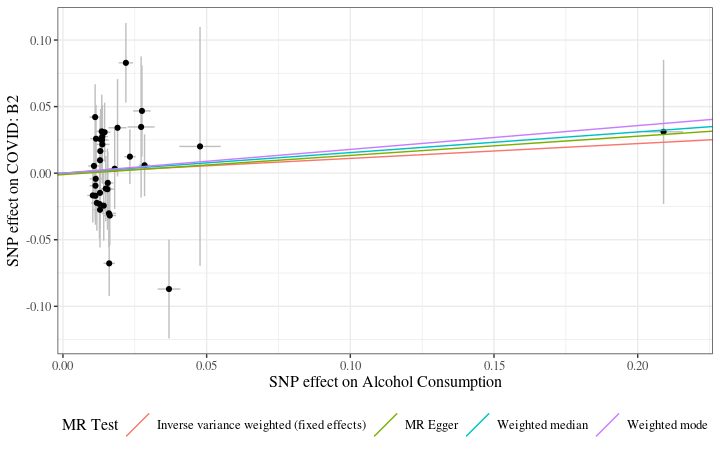 SNP effect on COVID: B2
0.10
0.05
0.00
-0.05
-0.10
0.00 0.05 0.10 0.15 0.20
SNP effect on Alcohol Consumption
MR Test Inverse variance weighted (fixed effects) MR Egger Weighted median Weighted mode